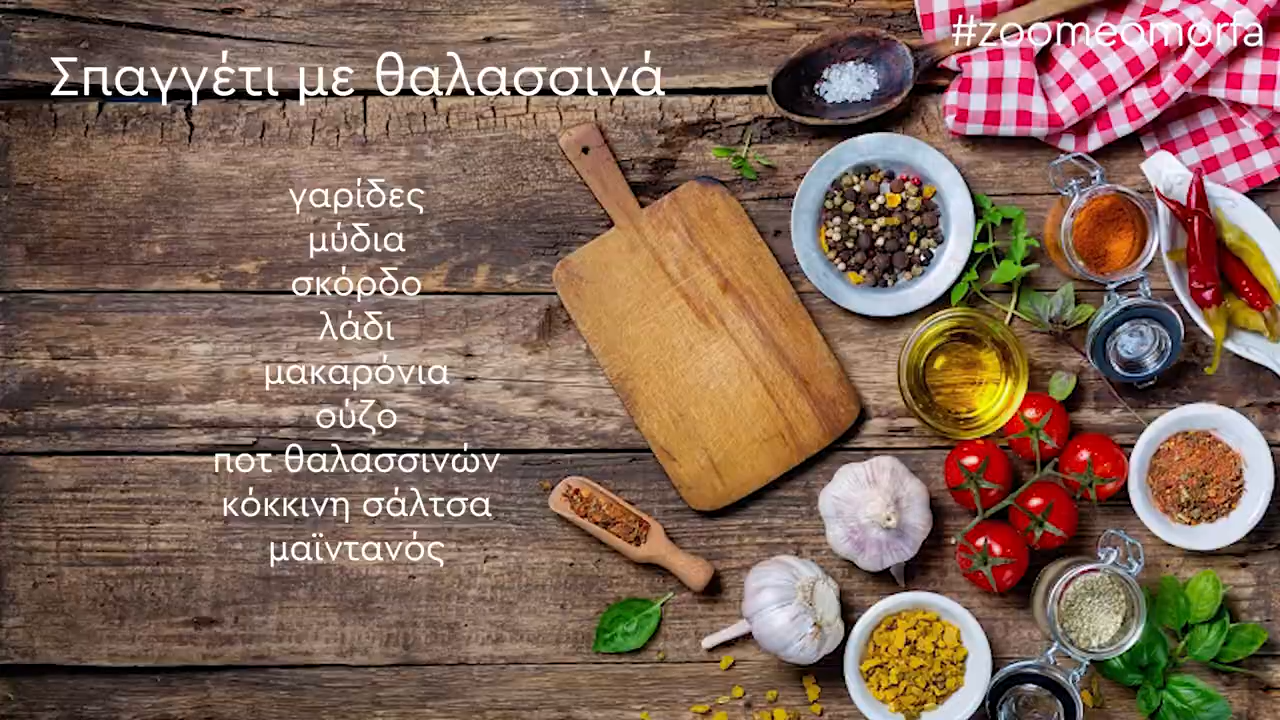 #zoomeomorfa
Σπαγγέτι με θαλασσινά
γαρίδες
μύδια
σκόρδο
λάδι
μακαρόνια
ούζο
ποτ θαλασσινών
κόκκινη σάλτσα
μαϊντανός